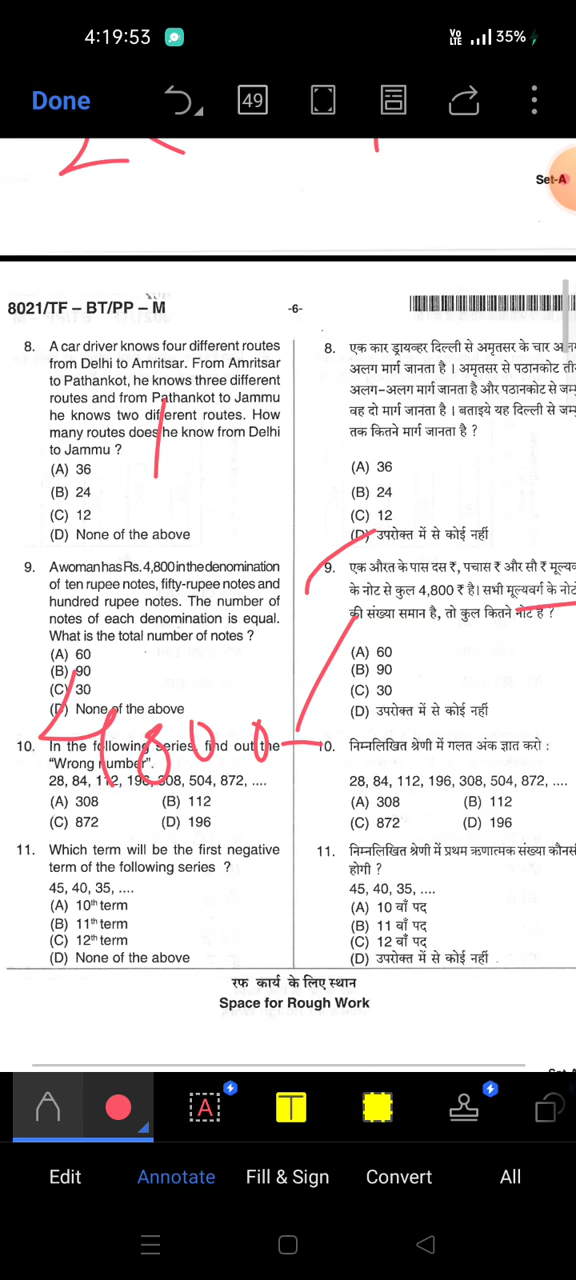 4:19:53
Vo LTE 35%
Done
49
Set-A
8021/TF – BT/PP – M
-6-
8. A car driver knows four different routes
from Delhi to Amritsar. From Amritsar
to Pathankot, he knows three different
routes and from Pathankot to Jammu
he knows two different routes. How
many routes does he know from Delhi
to Jammu ?
(A) 36
(B) 24
(C) 12
(D) None of the above
9. A woman has Rs. 4,800 in the denomination
of ten rupee notes, fifty-rupee notes and
hundred rupee notes. The number of
notes of each denomination is equal.
What is the total number of notes ?
(A) 60
(B) 90
(C) 30
(D) None of the above
4800
10. In the following series, find out the
“Wrong number”.
28, 84, 112, 196, 308, 504, 872, ....
(A) 308 (B) 112
(C) 872 (D) 196
11. Which term will be the first negative
term of the following series ?
45, 40, 35, ....
(A) 10th term
(B) 11th term
(C) 12th term
(D) None of the above
8. एक कार ड्रायव्हर दिल्ली से अमृतसर के चार
अलग मार्ग जानता है । अमृतसर से पठानकोट
अलग-अलग मार्ग जानता है और पठानकोट से
वह दो मार्ग जानता है । बताइये यह दिल्ली से
तक कितने मार्ग जानता है ?
(A) 36
(B) 24
(C) 12
(D) उपरोक्त में से कोई नहीं
9. एक औरत के पास दस ₹, पचास ₹ और सौ ₹
के नोट से कुल 4,800 ₹ है। सभी मूल्यवर्ग के
की संख्या समान है, तो कुल कितने नोट है ?
(A) 60
(B) 90
(C) 30
(D) उपरोक्त में से कोई नहीं
10. निम्नलिखित श्रेणी में गलत अंक ज्ञात करो :
28, 84, 112, 196, 308, 504, 872, ....
(A) 308 (B) 112
(C) 872 (D) 196
11. निम्नलिखित श्रेणी में प्रथम ऋणात्मक संख्या
होगी ?
45, 40, 35, ....
(A) 10 वाँ पद
(B) 11 वाँ पद
(C) 12 वाँ पद
(D) उपरोक्त में से कोई नहीं
रफ कार्य के लिए स्थान
Space for Rough Work
A T
Edit Annotate Fill & Sign Convert All